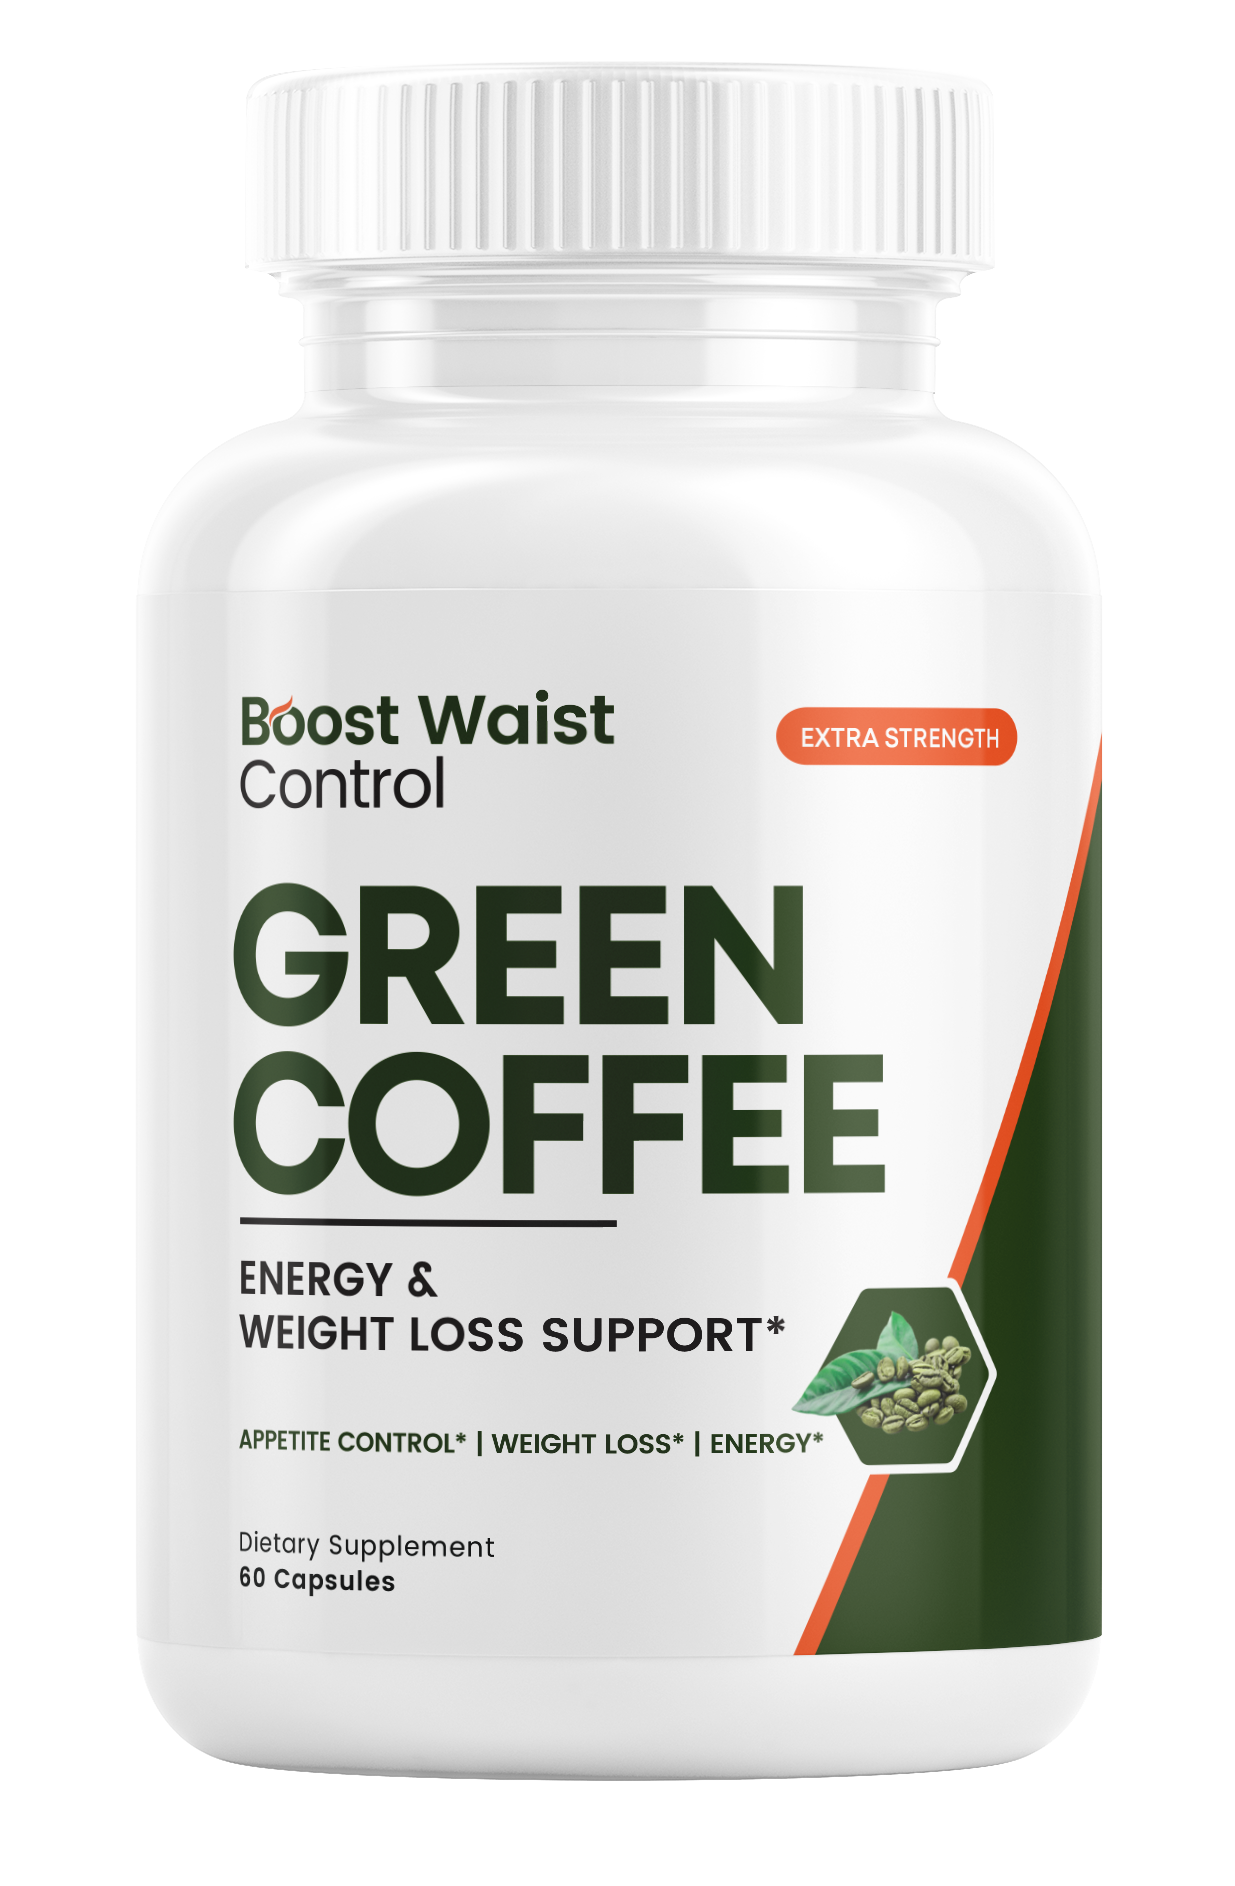 Boost Waist
Control
EXTRA STRENGTH
GREEN
COFFEE
ENERGY &
WEIGHT LOSS SUPPORT*
APPETITE CONTROL* | WEIGHT LOSS* | ENERGY*
Dietary Supplement
60 Capsules